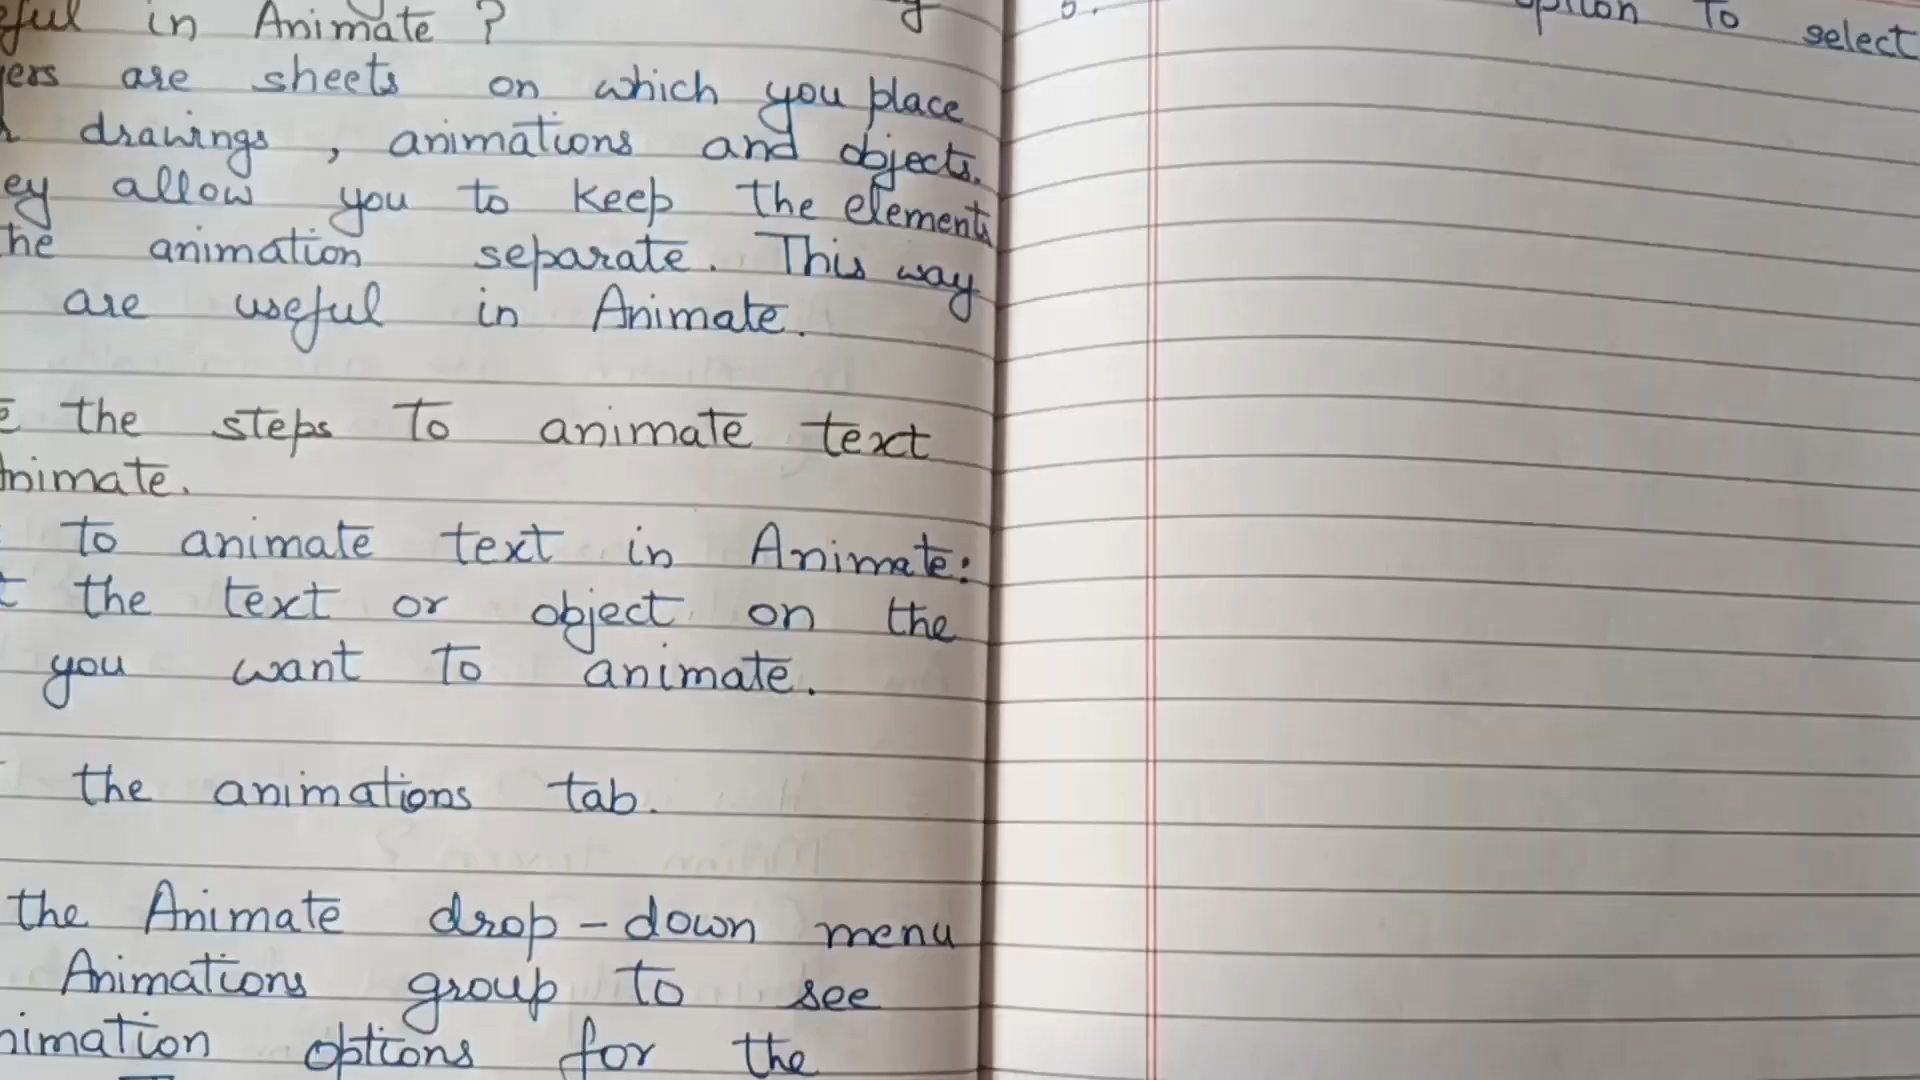 in Animate ?
are sheets on which you place
drawings , animations and objects.
allow you to keep the elements
animation separate. This way
are useful in Animate.
the steps to animate text
to animate text in Animate:
the text or object on the
you want to animate.
the animations tab.
the Animate drop-down menu
Animations group to see
options for the
5. option to select